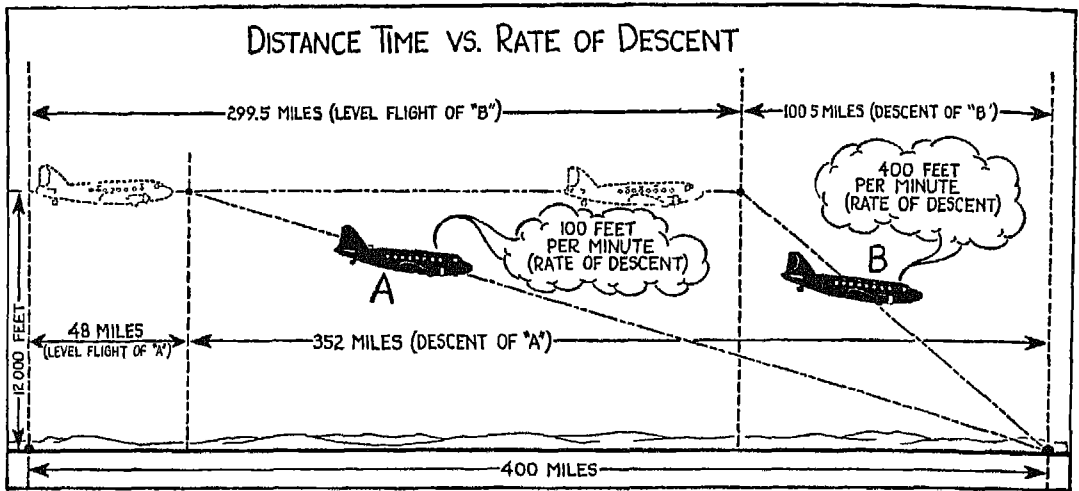 DISTANCE TIME VS. RATE OF DESCENT
299.5 MILES (LEVEL FLIGHT OF "B")
100 5 MILES (DESCENT OF "B')
400 FEET
PER MINUTE
(RATE OF DESCENT)
100 FEET
PER MINUTE
(RATE OF DESCENT)
A
B
12 000 FEET
48 MILES
(LEVEL FLIGHT OF "A")
352 MILES (DESCENT OF "A")
400 MILES